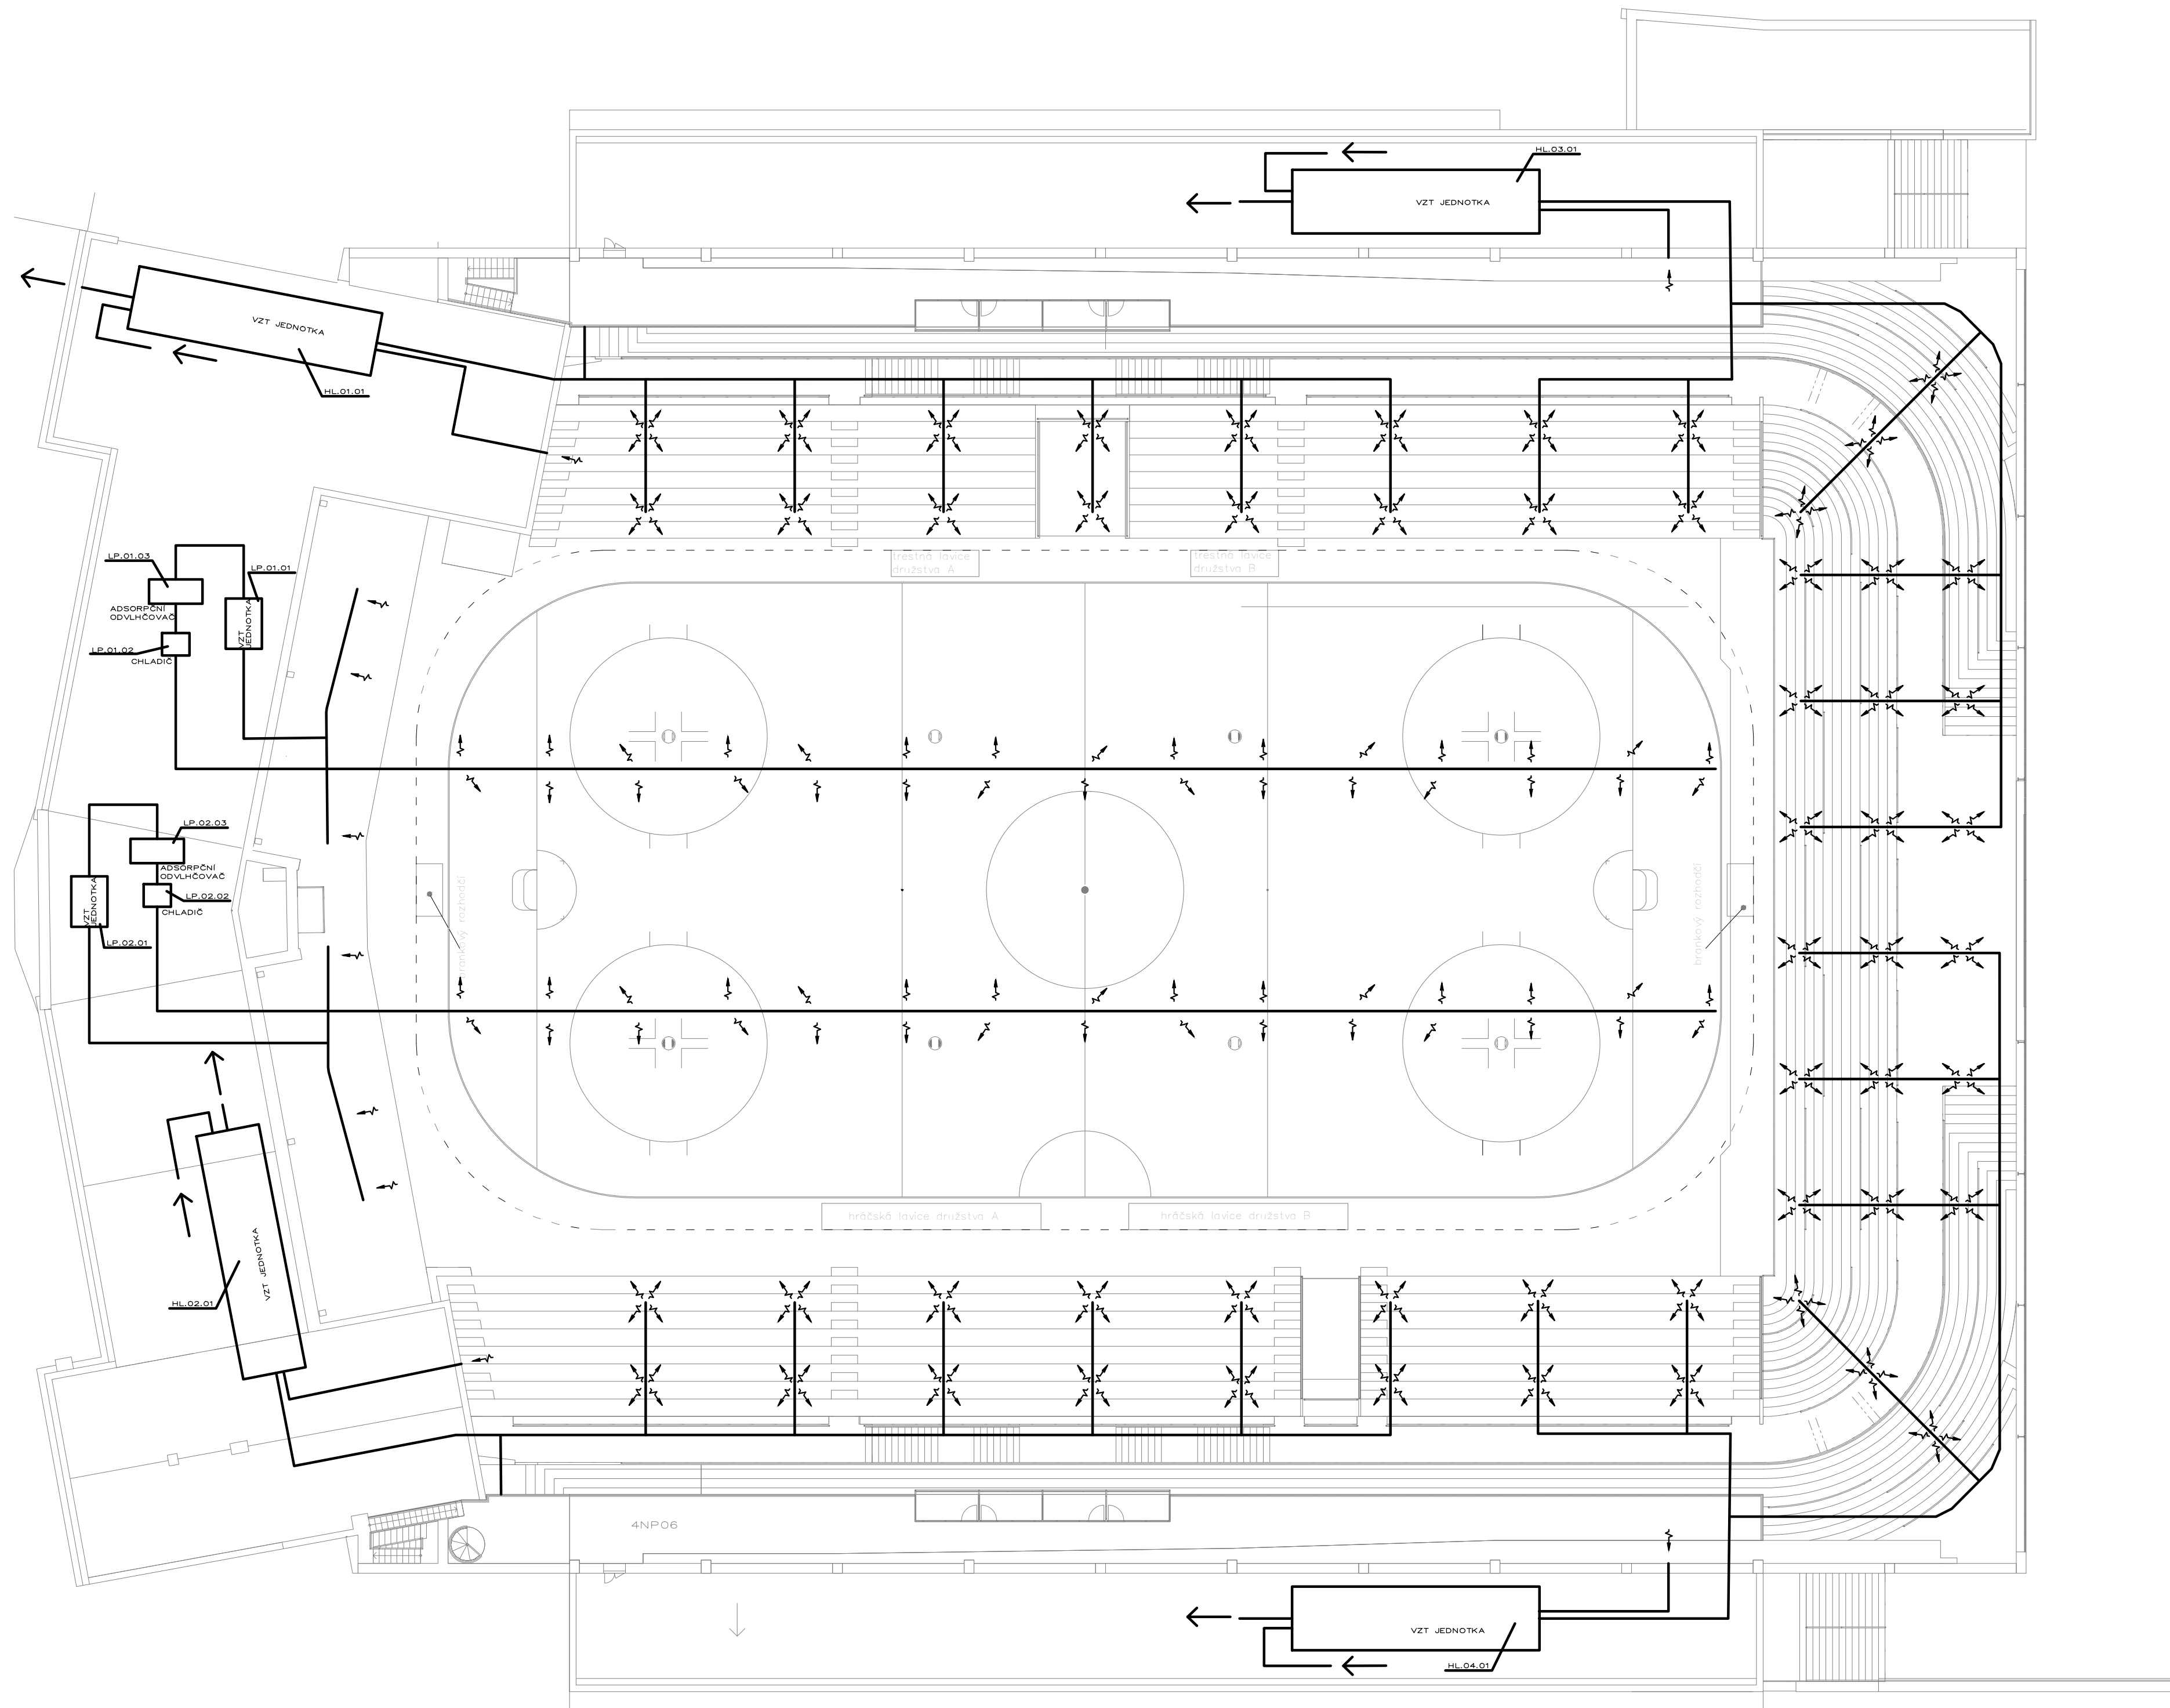 HL.03.01
VZT JEDNOTKA
VZT JEDNOTKA
HL.01.01
LP.01.03
LP.01.01
trestná lavice
družstva A
trestná lavice
družstva B
ADSORPČNÍ
ODVLHČOVAČ
VZT
JEDNOTKA
LP.01.02
CHLADIČ
LP.02.03
ADSORPČNÍ
ODVLHČOVAČ
VZT
JEDNOTKA
LP.02.02
CHLADIČ
LP.02.01
brankový rozhodčí
brankový rozhodčí
hráčská lavice družstva A
hráčská lavice družstva B
VZT JEDNOTKA
HL.02.01
4NP06
VZT JEDNOTKA
HL.04.01